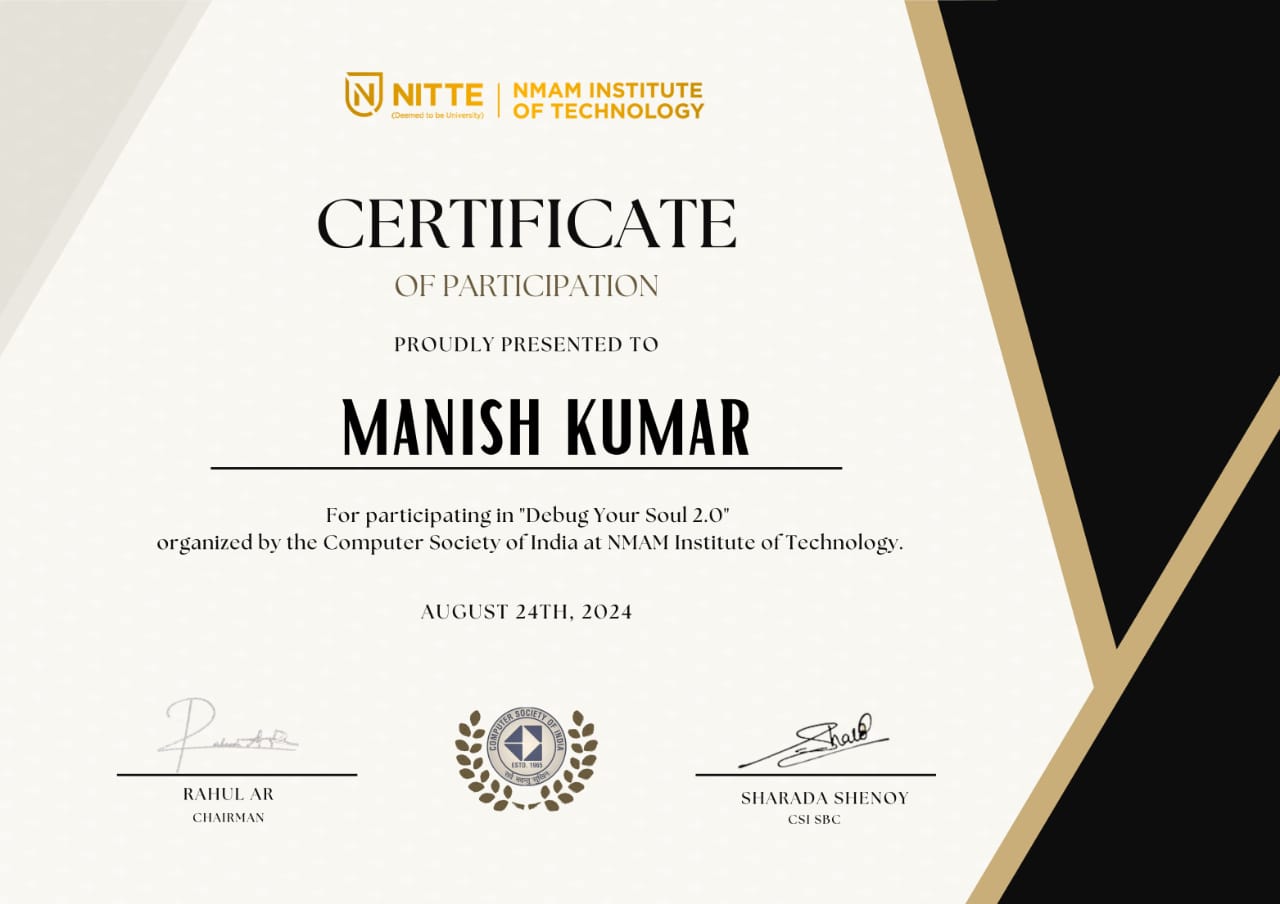 NITTE
(Deemed to be University)
NMAM INSTITUTE
OF TECHNOLOGY
CERTIFICATE
OF PARTICIPATION
PROUDLY PRESENTED TO
MANISH KUMAR
For participating in "Debug Your Soul 2.0"
organized by the Computer Society of India at NMAM Institute of Technology.
AUGUST 24TH, 2024
COMPUTER SOCIETY OF INDIA
ESTD. 1965
RAHUL AR
CHAIRMAN
SHARADA SHENOY
CSI SBC